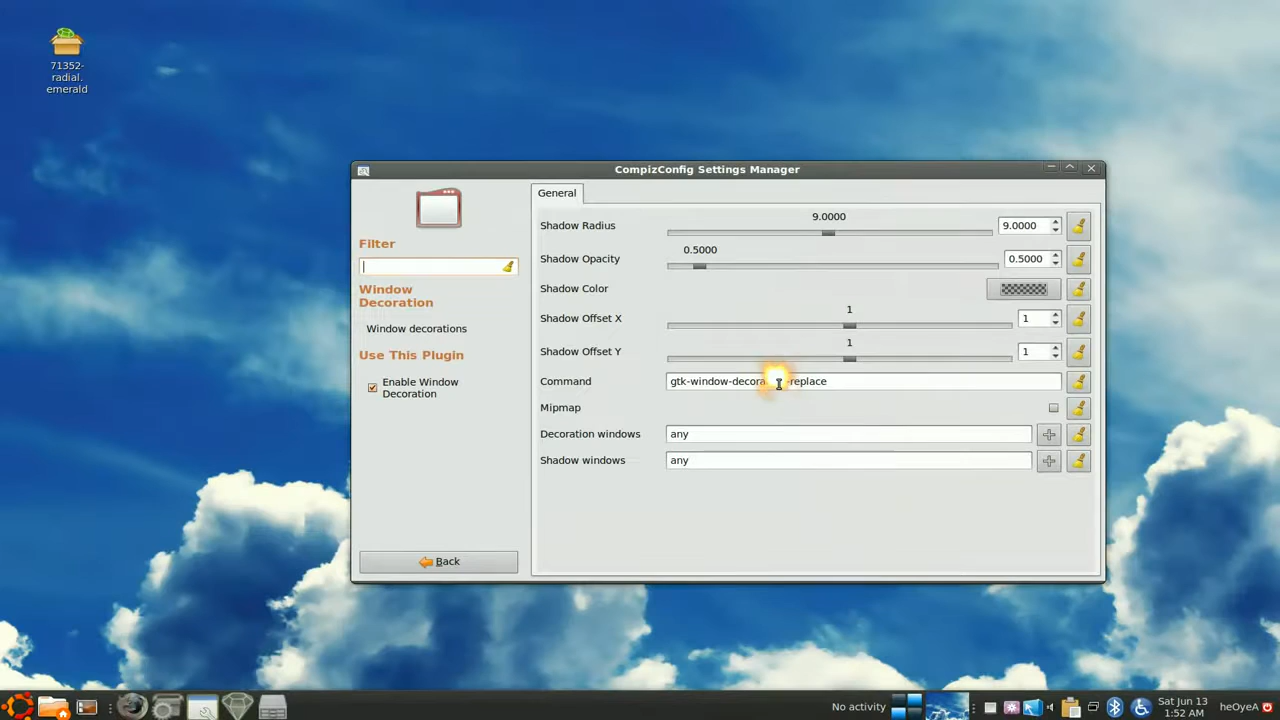 71352-
radial.
emerald
CompizConfig Settings Manager
Filter
Window
Decoration
Window decorations
Use This Plugin
Enable Window
Decoration
Back
General
Shadow Radius
9.0000
9.0000
Shadow Opacity
0.5000
0.5000
Shadow Color
Shadow Offset X
1
1
Shadow Offset Y
1
1
Command
gtk-window-decora -replace
Mipmap
Decoration windows
any
Shadow windows
any
No activity
Sat Jun 13
1:52 AM
heOyeA